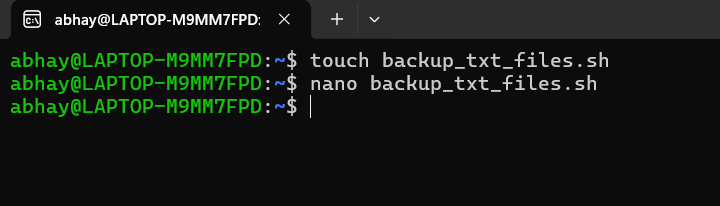 abhay@LAPTOP-M9MM7FPD:
abhay@LAPTOP-M9MM7FPD:~$ touch backup_txt_files.sh
abhay@LAPTOP-M9MM7FPD:~$ nano backup_txt_files.sh
abhay@LAPTOP-M9MM7FPD:~$